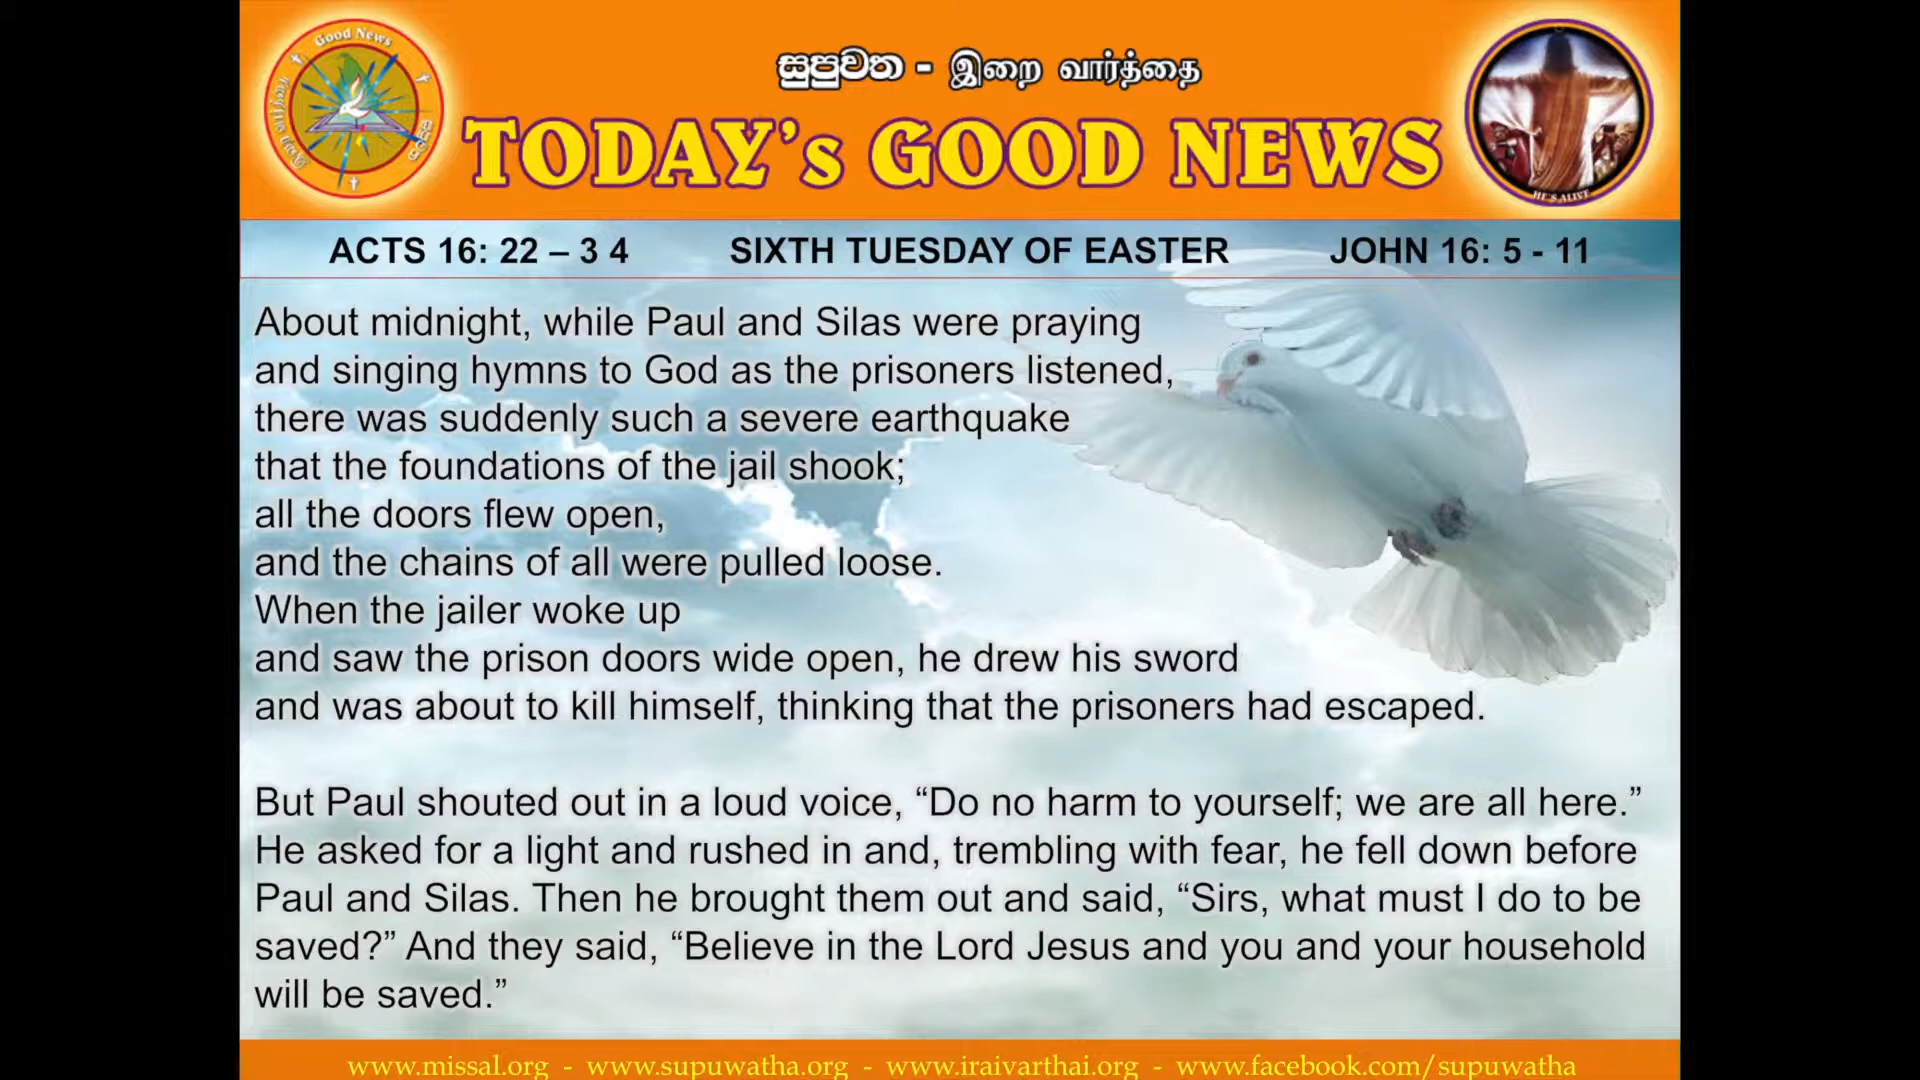 Good News
සුපුවත - இறை வார்த்தை
TODAY's GOOD NEWS
HE'S ALIVE
ACTS 16: 22 – 3 4 SIXTH TUESDAY OF EASTER JOHN 16: 5 - 11
About midnight, while Paul and Silas were praying
and singing hymns to God as the prisoners listened,
there was suddenly such a severe earthquake
that the foundations of the jail shook;
all the doors flew open,
and the chains of all were pulled loose.
When the jailer woke up
and saw the prison doors wide open, he drew his sword
and was about to kill himself, thinking that the prisoners had escaped.
But Paul shouted out in a loud voice, “Do no harm to yourself; we are all here.”
He asked for a light and rushed in and, trembling with fear, he fell down before
Paul and Silas. Then he brought them out and said, “Sirs, what must I do to be
saved?” And they said, “Believe in the Lord Jesus and you and your household
will be saved.”
www.missal.org - www.supuwatha.org - www.iraivarthai.org - www.facebook.com/supuwatha